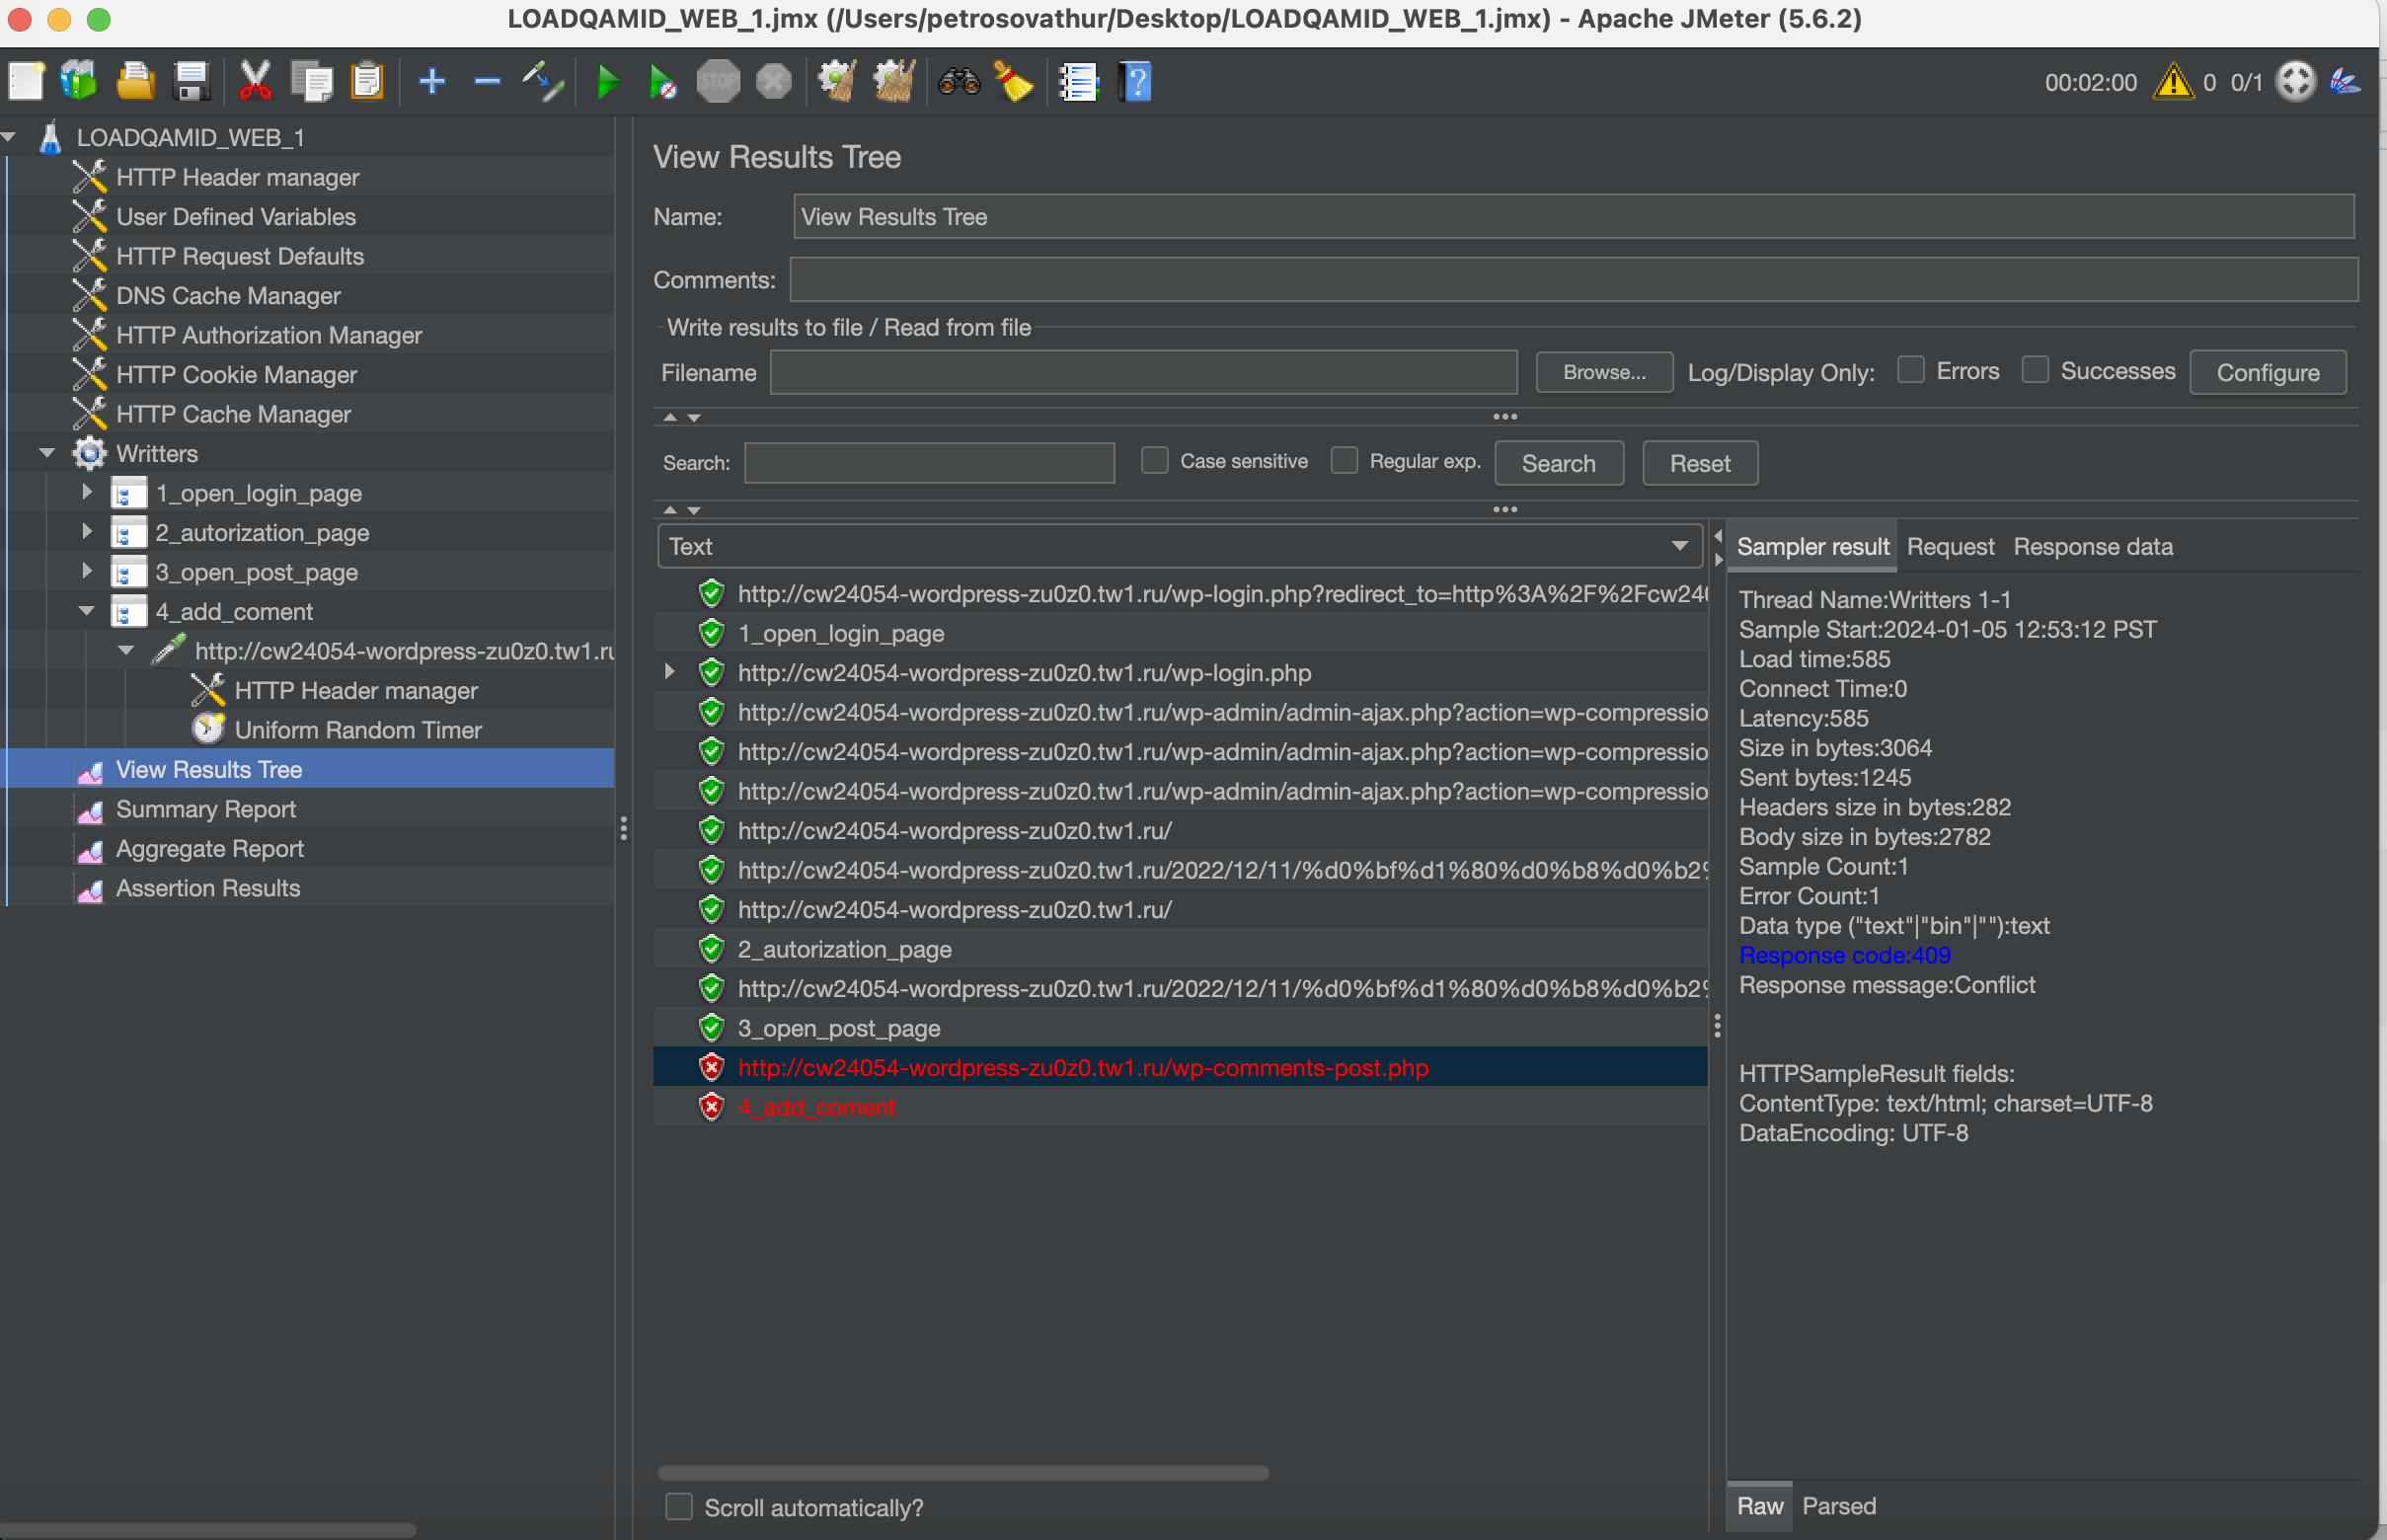 LOADQAMID_WEB_1.jmx (/Users/petrosovathur/Desktop/LOADQAMID_WEB_1.jmx) - Apache JMeter (5.6.2)
STOP
00:02:00
0
0/1
LOADQAMID_WEB_1
HTTP Header manager
User Defined Variables
HTTP Request Defaults
DNS Cache Manager
HTTP Authorization Manager
HTTP Cookie Manager
HTTP Cache Manager
Writters
1_open_login_page
2_autorization_page
3_open_post_page
4_add_coment
http://cw24054-wordpress-zu0z0.tw1.ru
HTTP Header manager
Uniform Random Timer
View Results Tree
Summary Report
Aggregate Report
Assertion Results
View Results Tree
Name: View Results Tree
Comments:
Write results to file / Read from file
Filename Browse... Log/Display Only: Errors Successes Configure
Search: Case sensitive Regular exp. Search Reset
Text
http://cw24054-wordpress-zu0z0.tw1.ru/wp-login.php?redirect_to=http%3A%2F%2Fcw240
1_open_login_page
http://cw24054-wordpress-zu0z0.tw1.ru/wp-login.php
http://cw24054-wordpress-zu0z0.tw1.ru/wp-admin/admin-ajax.php?action=wp-compressio
http://cw24054-wordpress-zu0z0.tw1.ru/wp-admin/admin-ajax.php?action=wp-compressio
http://cw24054-wordpress-zu0z0.tw1.ru/wp-admin/admin-ajax.php?action=wp-compressio
http://cw24054-wordpress-zu0z0.tw1.ru/
http://cw24054-wordpress-zu0z0.tw1.ru/2022/12/11/%d0%bf%d1%80%d0%b8%d0%b2%
http://cw24054-wordpress-zu0z0.tw1.ru/
2_autorization_page
http://cw24054-wordpress-zu0z0.tw1.ru/2022/12/11/%d0%bf%d1%80%d0%b8%d0%b2%
3_open_post_page
http://cw24054-wordpress-zu0z0.tw1.ru/wp-comments-post.php
4_add_coment
Scroll automatically?
Sampler result Request Response data
Thread Name:Writters 1-1
Sample Start:2024-01-05 12:53:12 PST
Load time:585
Connect Time:0
Latency:585
Size in bytes:3064
Sent bytes:1245
Headers size in bytes:282
Body size in bytes:2782
Sample Count:1
Error Count:1
Data type ("text"|"bin"|""):text
Response code:409
Response message:Conflict
HTTPSampleResult fields:
ContentType: text/html; charset=UTF-8
DataEncoding: UTF-8
Raw Parsed